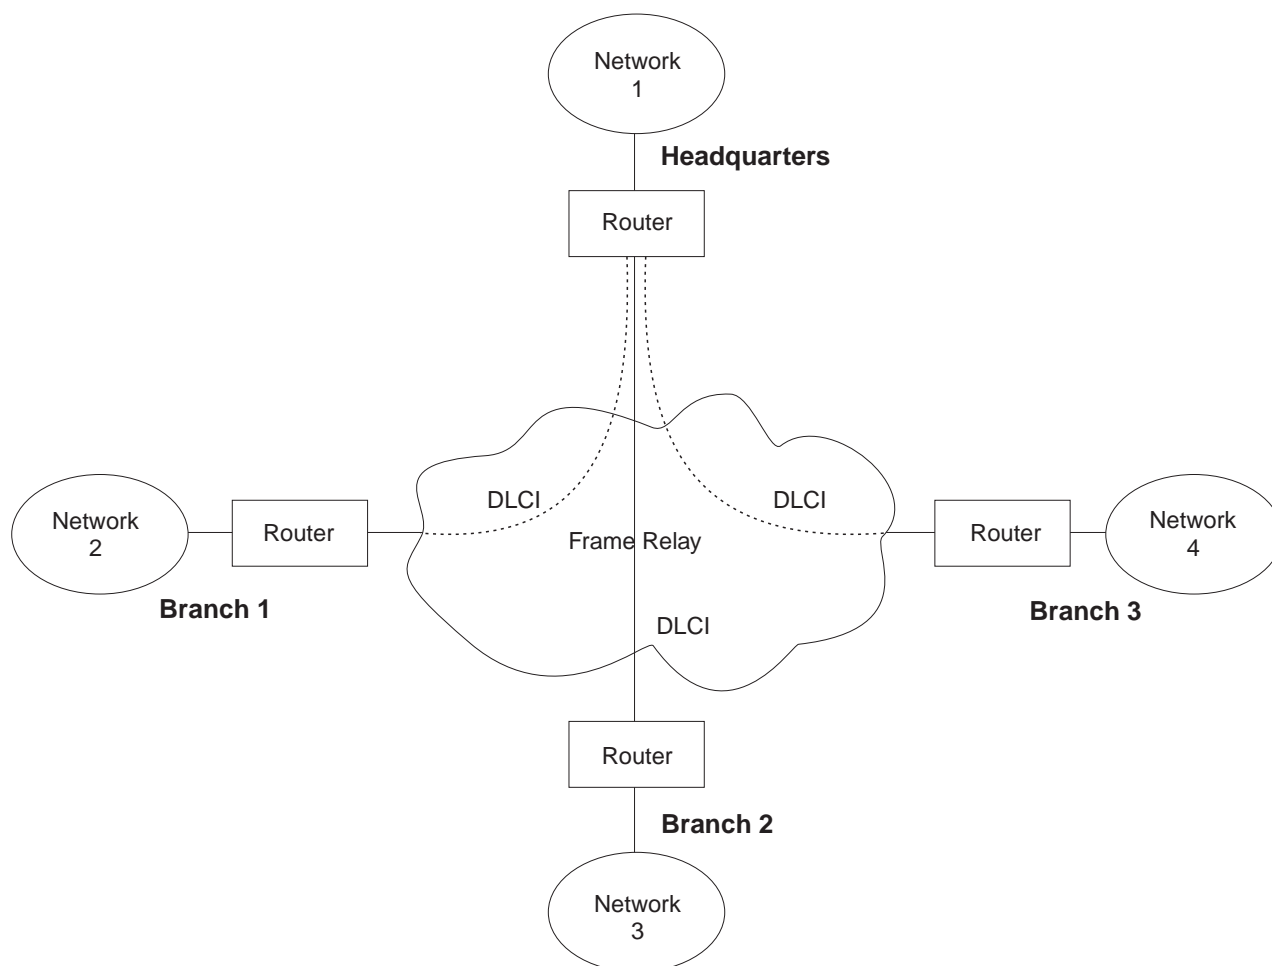 Network
1
Headquarters
Router
DLCI
DLCI
Network
2
Router
Frame Relay
Router
Network
4
Branch 1
Branch 3
DLCI
Router
Branch 2
Network
3